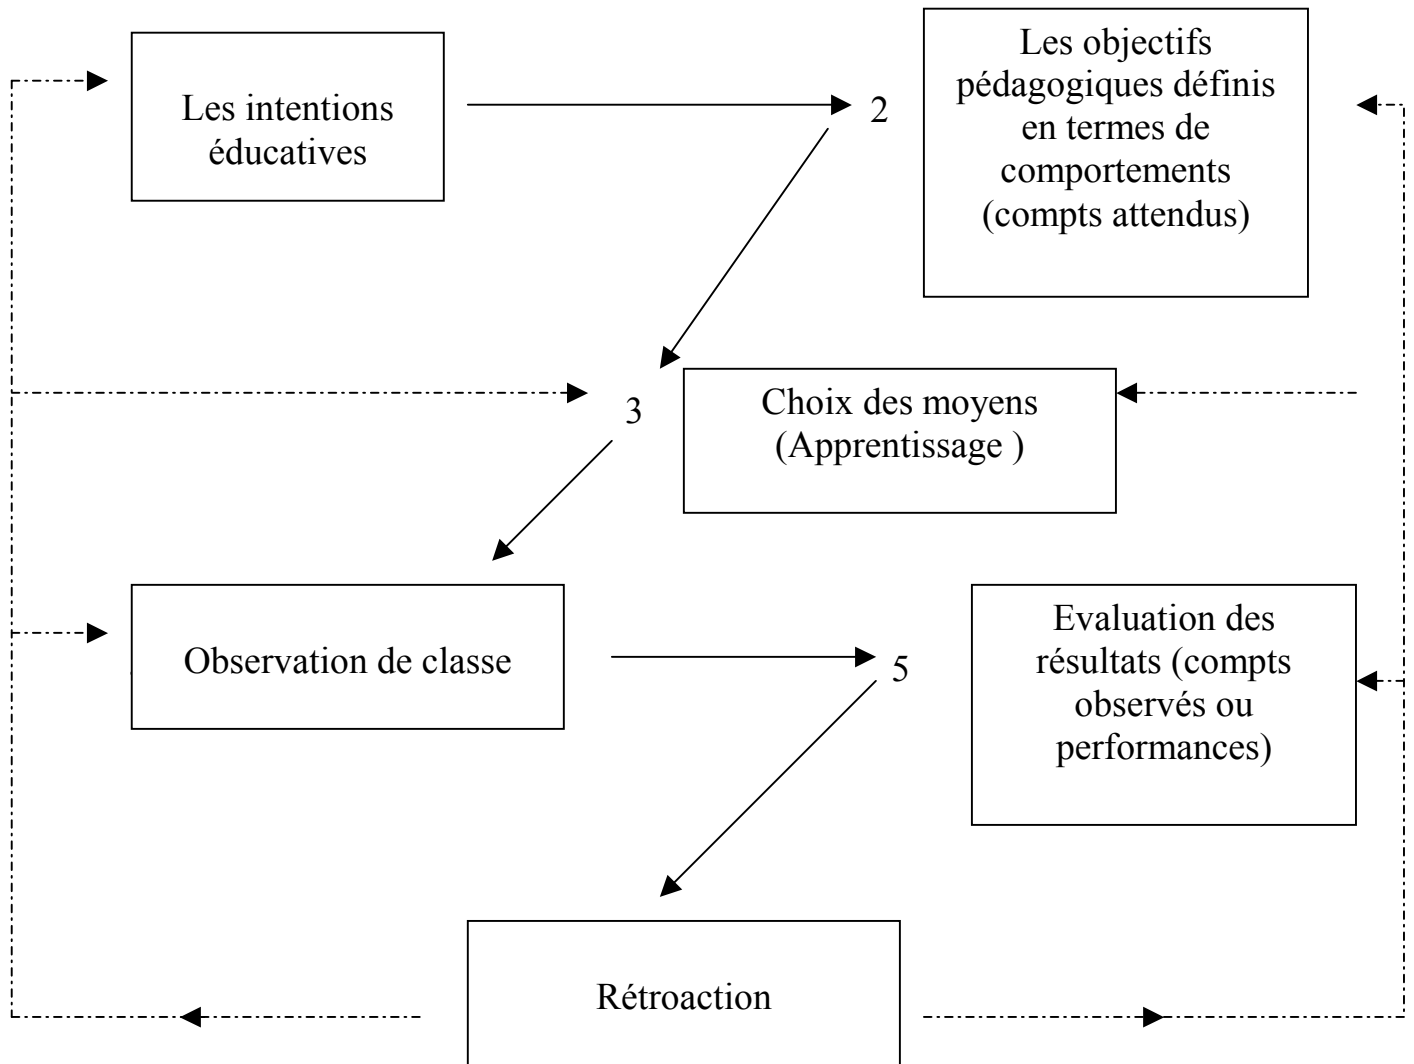 Les intentions
éducatives
2
Les objectifs
pédagogiques définis
en termes de
comportements
(compts attendus)
3
Choix des moyens
(Apprentissage )
Observation de classe
5
Evaluation des
résultats (compts
observés ou
performances)
Rétroaction